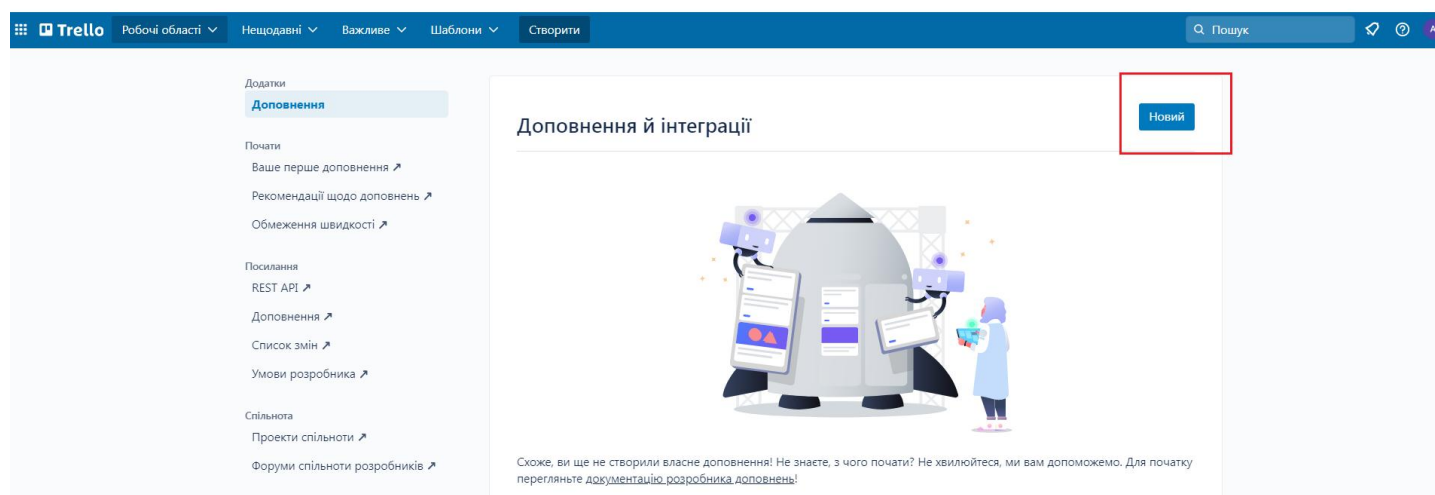 Trello Робочі області Нещодавні Важливе Шаблони Створити Пошук
Додатки
Доповнення
Почати
Ваше перше доповнення ↗
Рекомендації щодо доповнень ↗
Обмеження швидкості ↗
Посилання
REST API ↗
Доповнення ↗
Список змін ↗
Умови розробника ↗
Спільнота
Проекти спільноти ↗
Форуми спільноти розробників ↗
Доповнення й інтеграції
Новий
Схоже, ви ще не створили власне доповнення! Не знаєте, з чого почати? Не хвилюйтеся, ми вам допоможемо. Для початку
перегляньте документацію розробника доповнень!